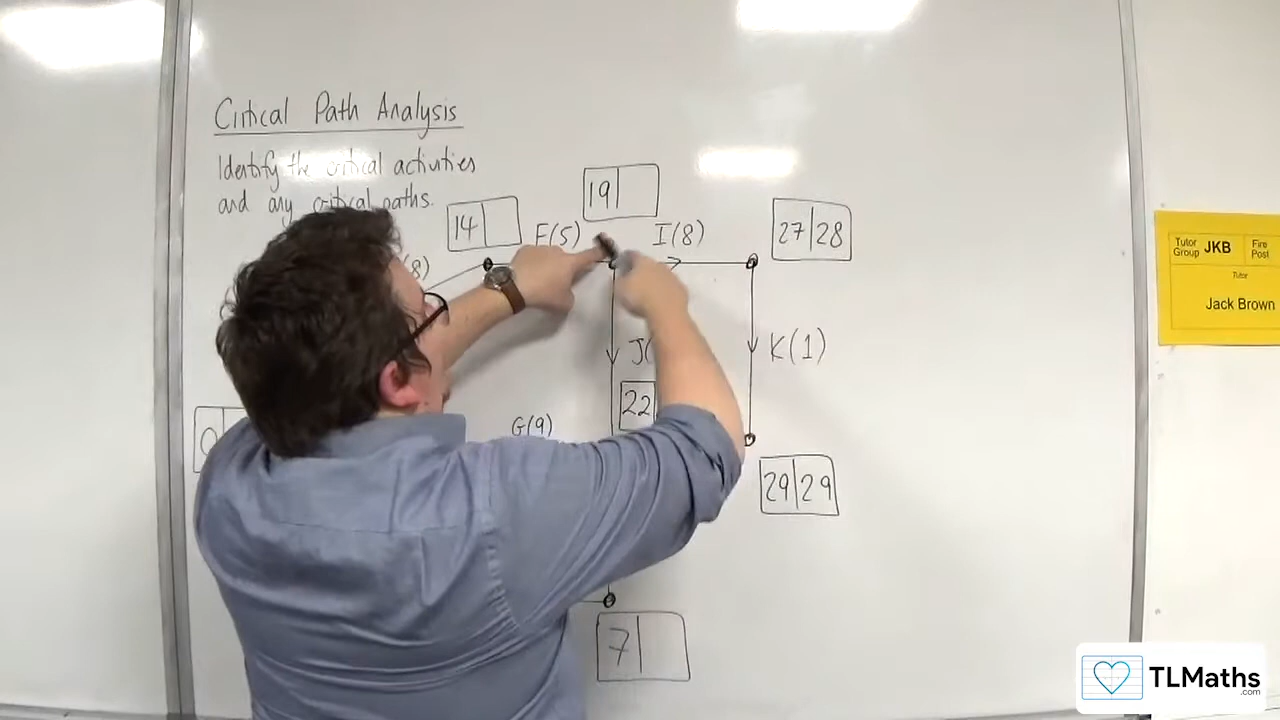 Critical Path Analysis
Identify the critical activities
and any critical paths.
19
14
F(5)
I(8)
27 28
(8)
J(
K(1)
22
0
G(9)
29 29
7
Tutor Group JKB Fire Post
Tutor
Jack Brown
TLMaths
.com